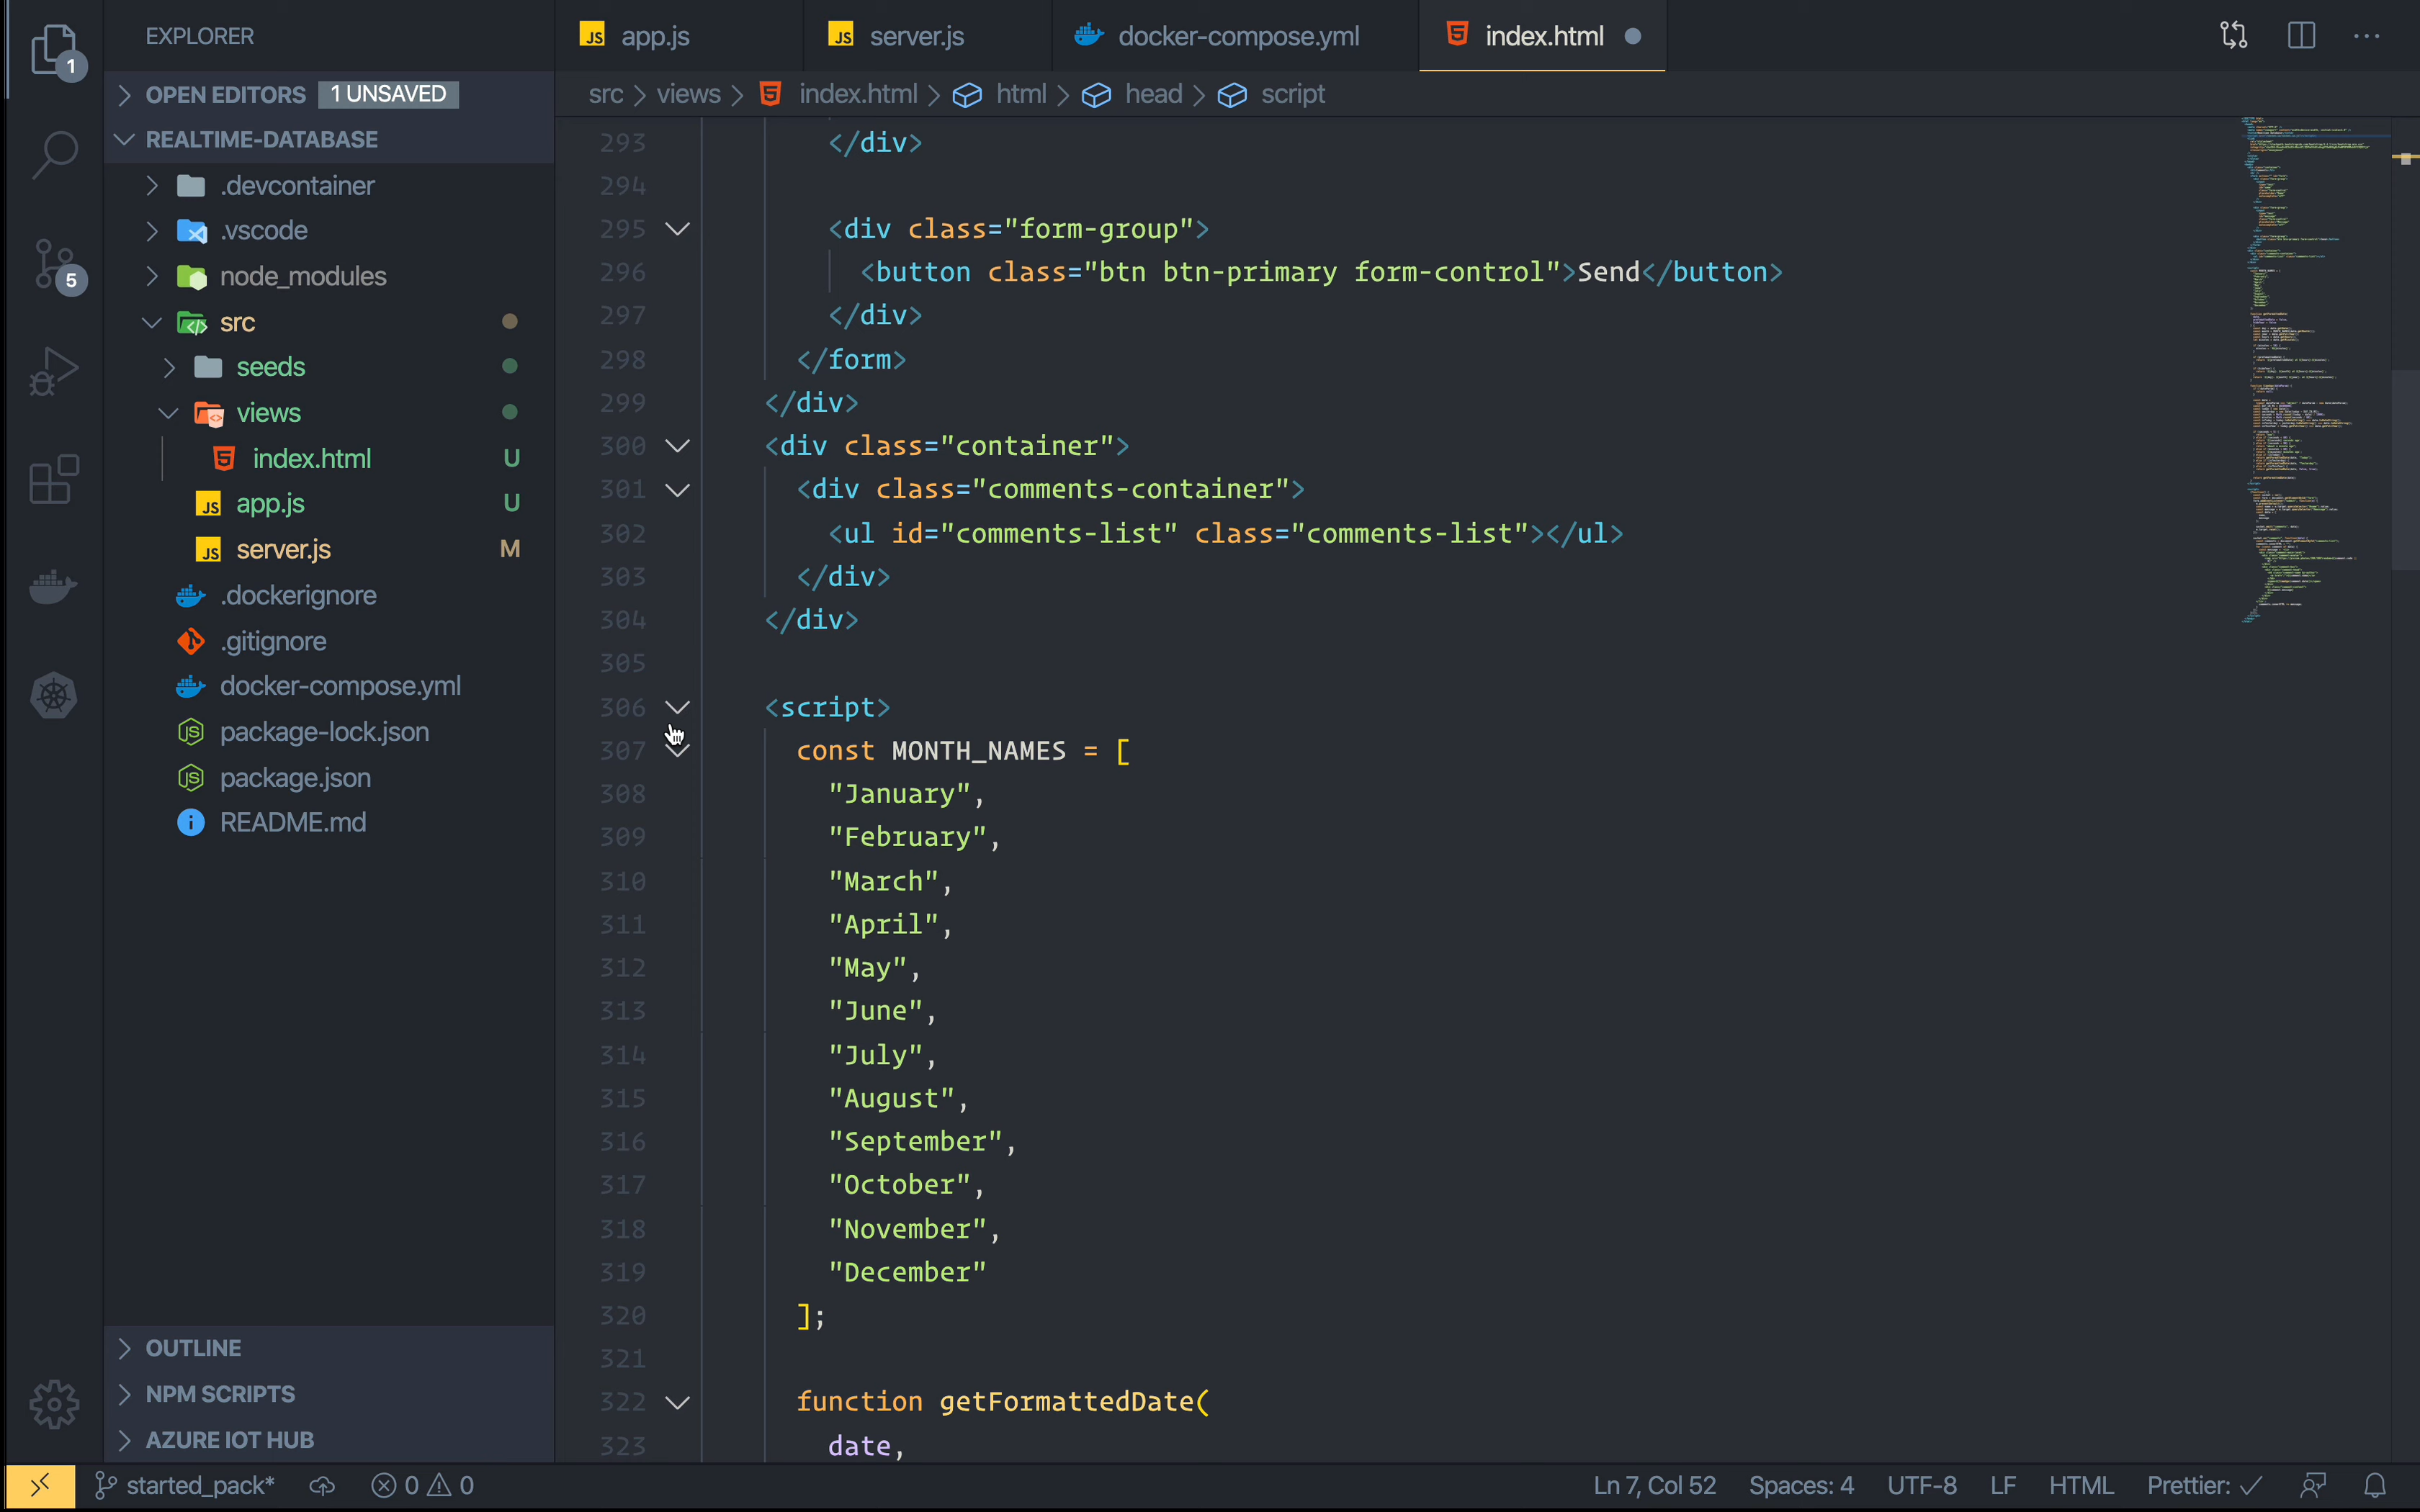 EXPLORER
1
5
OPEN EDITORS 1 UNSAVED
REALTIME-DATABASE
.devcontainer
.vscode
node_modules
src
seeds
views
index.html U
app.js U
server.js M
.dockerignore
.gitignore
docker-compose.yml
package-lock.json
package.json
README.md
OUTLINE
NPM SCRIPTS
AZURE IOT HUB
app.js server.js docker-compose.yml index.html
src > views > index.html > html > head > script
293 </div>
294
295 <div class="form-group">
296 <button class="btn btn-primary form-control">Send</button>
297 </div>
298 </form>
299 </div>
300 <div class="container">
301 <div class="comments-container">
302 <ul id="comments-list" class="comments-list"></ul>
303 </div>
304 </div>
305
306 <script>
307 const MONTH_NAMES = [
308 "January",
309 "February",
310 "March",
311 "April",
312 "May",
313 "June",
314 "July",
315 "August",
316 "September",
317 "October",
318 "November",
319 "December"
320 ];
321
322 function getFormattedDate(
323 date,
started_pack* 0 0 Ln 7, Col 52 Spaces: 4 UTF-8 LF HTML Prettier: ✓